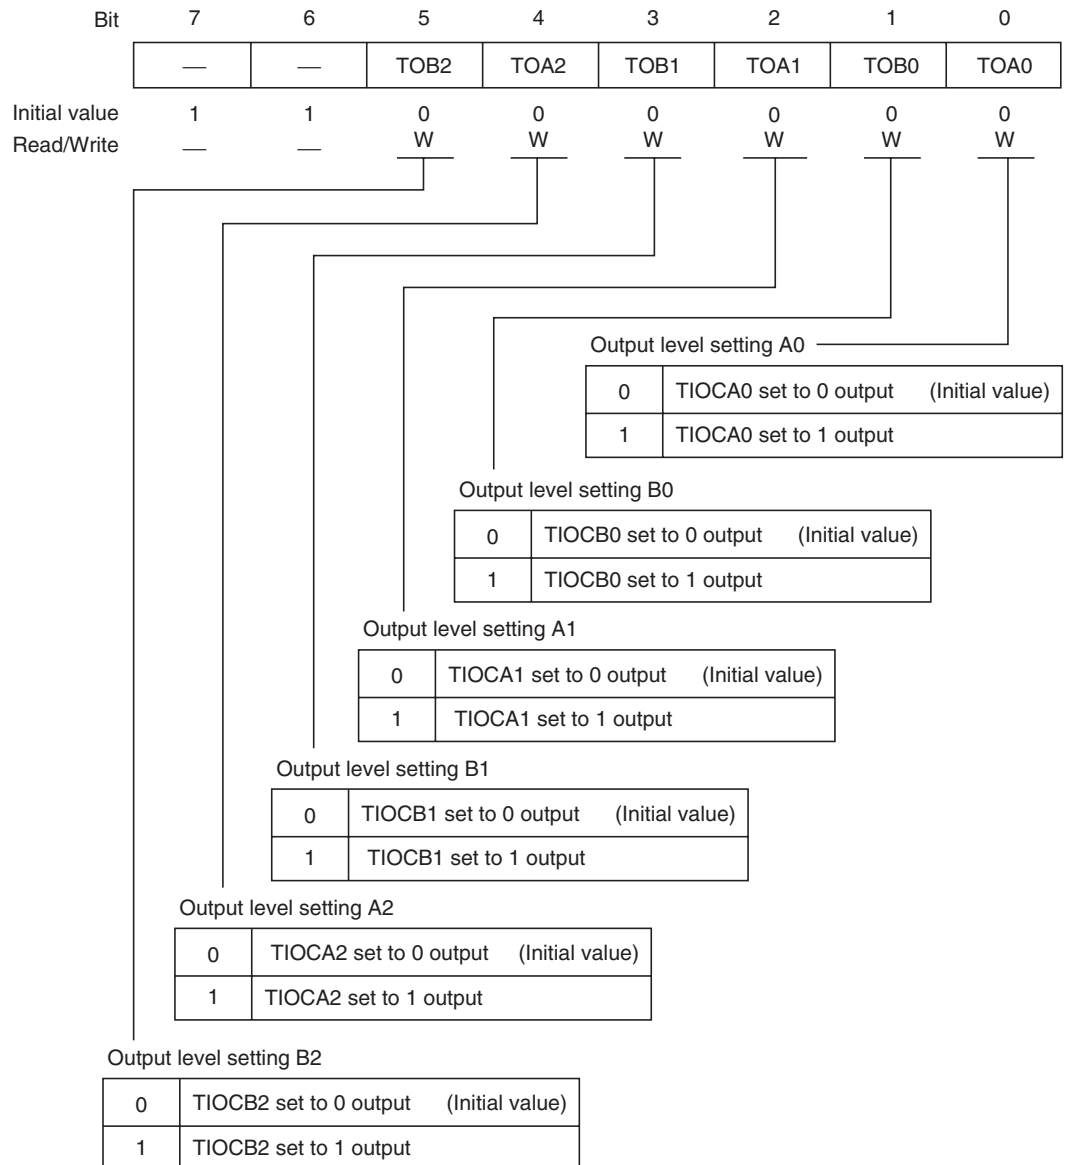 Bit 7 6 5 4 3 2 1 0
— — TOB2 TOA2 TOB1 TOA1 TOB0 TOA0
Initial value 1 1 0 0 0 0 0 0
Read/Write — — W W W W W W
Output level setting A0
0 TIOCA0 set to 0 output (Initial value)
1 TIOCA0 set to 1 output
Output level setting B0
0 TIOCB0 set to 0 output (Initial value)
1 TIOCB0 set to 1 output
Output level setting A1
0 TIOCA1 set to 0 output (Initial value)
1 TIOCA1 set to 1 output
Output level setting B1
0 TIOCB1 set to 0 output (Initial value)
1 TIOCB1 set to 1 output
Output level setting A2
0 TIOCA2 set to 0 output (Initial value)
1 TIOCA2 set to 1 output
Output level setting B2
0 TIOCB2 set to 0 output (Initial value)
1 TIOCB2 set to 1 output